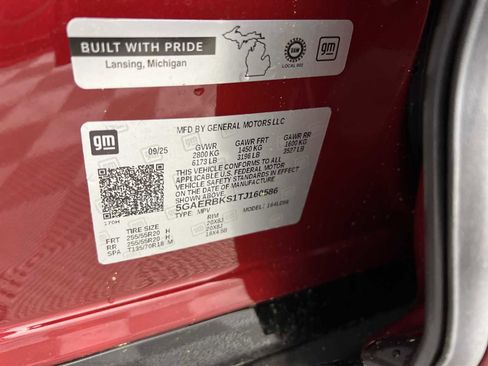 BUILT WITH PRIDE
Lansing, Michigan
UAW
LOCAL 602
gm
gm
09/25
MFD BY GENERAL MOTORS LLC
GVWR GAWR FRT GAWR RR
2800 KG 1450 KG 1600 KG
6173 LB 3196 LB 3527 LB
THIS VEHICLE CONFORMS TO ALL
APPLICABLE U.S. FEDERAL MOTOR
VEHICLE SAFETY STANDARDS
IN EFFECT ON THE DATE OF
MANUFACTURE SHOWN ABOVE.
5GAERBKS1TJ160586
TYPE: MPV MODEL:
TIRE SIZE RIM
FRT 255/55R20 H 20X8J
RR 255/55R20 H 20X8J
SPA T135/70R18 M 18X4.5B